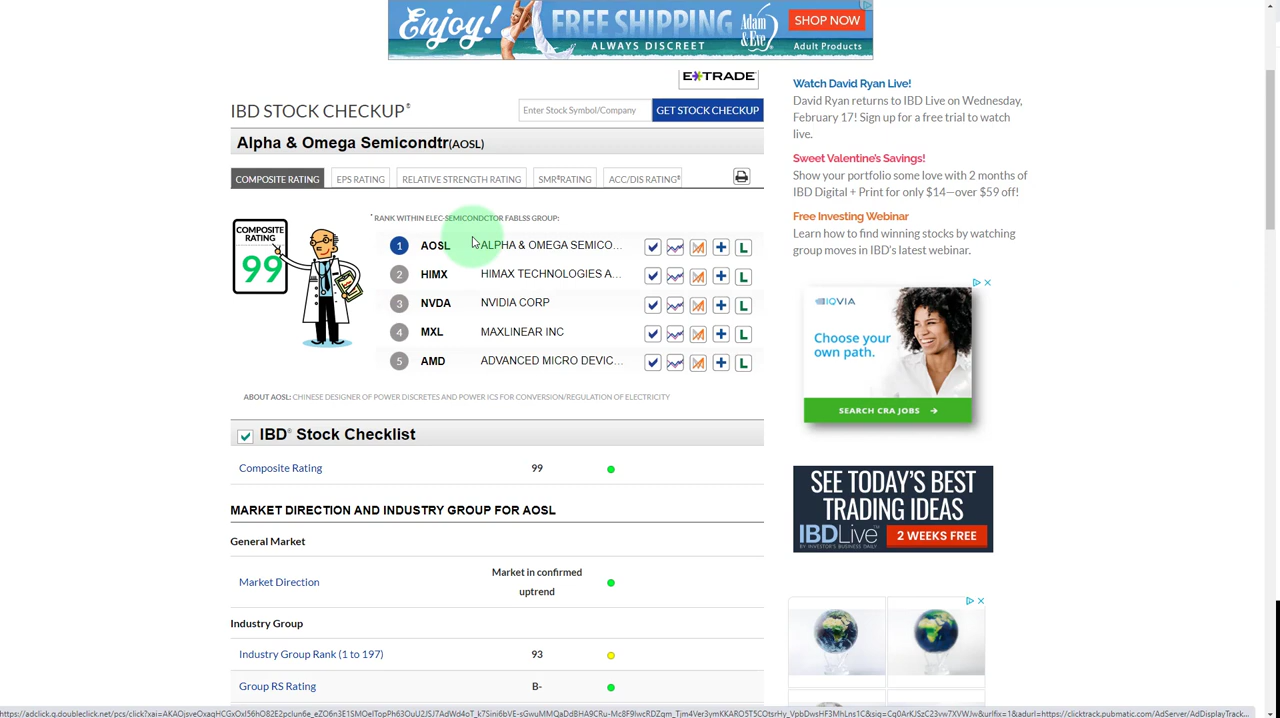 Enjoy!
FREE SHIPPING
ALWAYS DISCREET
Adam & Eve
SHOP NOW
Adult Products
E*TRADE
IBD STOCK CHECKUP®
Enter Stock Symbol/Company
GET STOCK CHECKUP
Alpha & Omega Semicondtr(AOSL)
COMPOSITE RATING
EPS RATING
RELATIVE STRENGTH RATING
SMR®RATING
ACC/DIS RATING®
* RANK WITHIN ELEC-SEMICONDCTOR FABLSS GROUP:
COMPOSITE
RATING
99
1 AOSL ALPHA & OMEGA SEMICO... L
2 HIMX HIMAX TECHNOLOGIES A... L
3 NVDA NVIDIA CORP L
4 MXL MAXLINEAR INC L
5 AMD ADVANCED MICRO DEVIC... L
ABOUT AOSL: CHINESE DESIGNER OF POWER DISCRETES AND POWER ICS FOR CONVERSION/REGULATION OF ELECTRICITY
IBD® Stock Checklist
Composite Rating 99
MARKET DIRECTION AND INDUSTRY GROUP FOR AOSL
General Market
Market Direction
Market in confirmed
uptrend
Industry Group
Industry Group Rank (1 to 197) 93
Group RS Rating B-
Watch David Ryan Live!
David Ryan returns to IBD Live on Wednesday,
February 17! Sign up for a free trial to watch
live.
Sweet Valentine's Savings!
Show your portfolio some love with 2 months of
IBD Digital + Print for only $14—over $59 off!
Free Investing Webinar
Learn how to find winning stocks by watching
group moves in IBD's latest webinar.
IQVIA
Choose your
own path.
SEARCH CRA JOBS
SEE TODAY'S BEST
TRADING IDEAS
IBDLive™
BY INVESTOR'S BUSINESS DAILY
2 WEEKS FREE